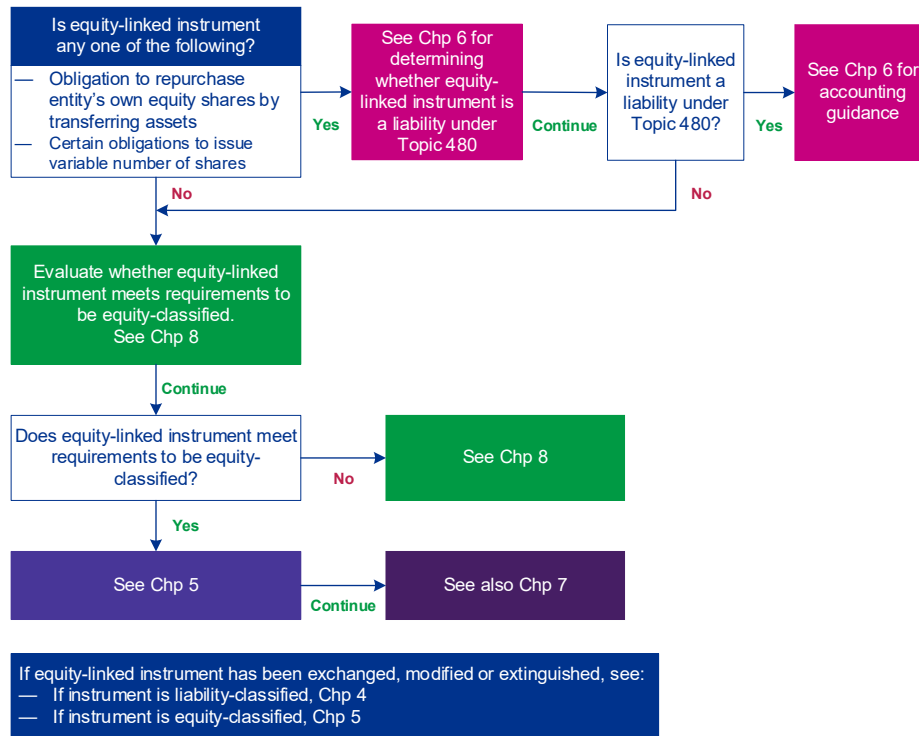 Is equity-linked instrument
any one of the following?
— Obligation to repurchase
entity's own equity shares by
transferring assets
— Certain obligations to issue
variable number of shares
Yes
See Chp 6 for
determining
whether equity-
linked instrument is
a liability under
Topic 480
Continue
Is equity-linked
instrument a
liability under
Topic 480?
Yes
See Chp 6 for
accounting
guidance
No
No
Evaluate whether equity-linked
instrument meets requirements to
be equity-classified.
See Chp 8
Continue
Does equity-linked instrument meet
requirements to be equity-
classified?
No
See Chp 8
Yes
See Chp 5
Continue
See also Chp 7
If equity-linked instrument has been exchanged, modified or extinguished, see:
— If instrument is liability-classified, Chp 4
— If instrument is equity-classified, Chp 5